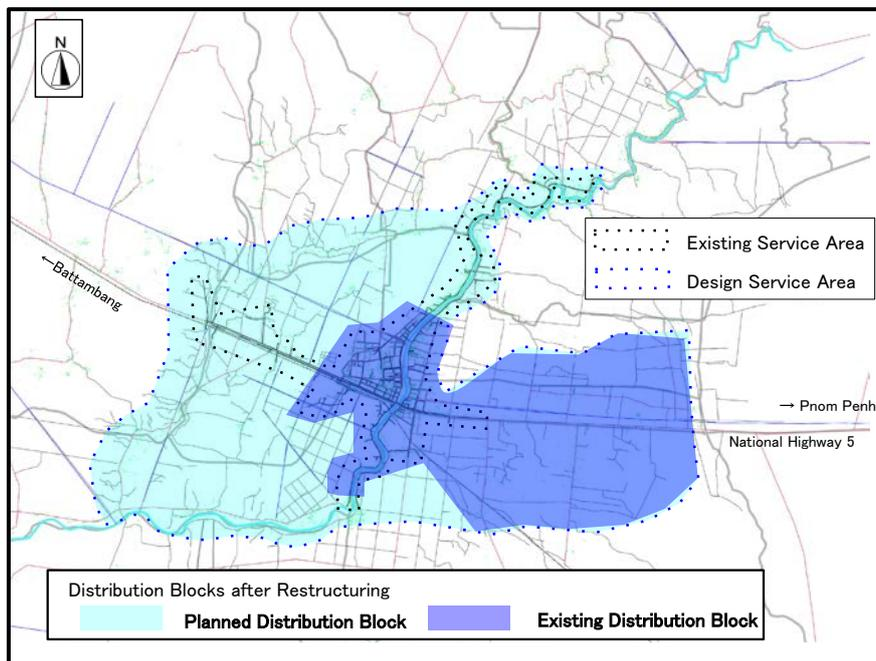 N
Existing Service Area
Design Service Area
←Battambang
→ Pnom Penh
National Highway 5
Distribution Blocks after Restructuring
Planned Distribution Block
Existing Distribution Block